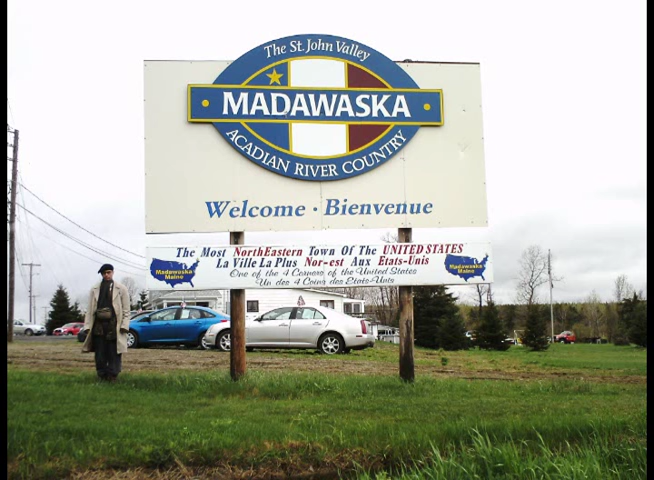 The St. John Valley
MADAWASKA
ACADIAN RIVER COUNTRY
Welcome · Bienvenue
The Most NorthEastern Town Of The UNITED STATES
La Ville La Plus Nor-est Aux Etats-Unis
One of the 4 Corners of the United States
Un des 4 Coins des Etats-Unis
Madawaska
Maine
Madawaska
Maine